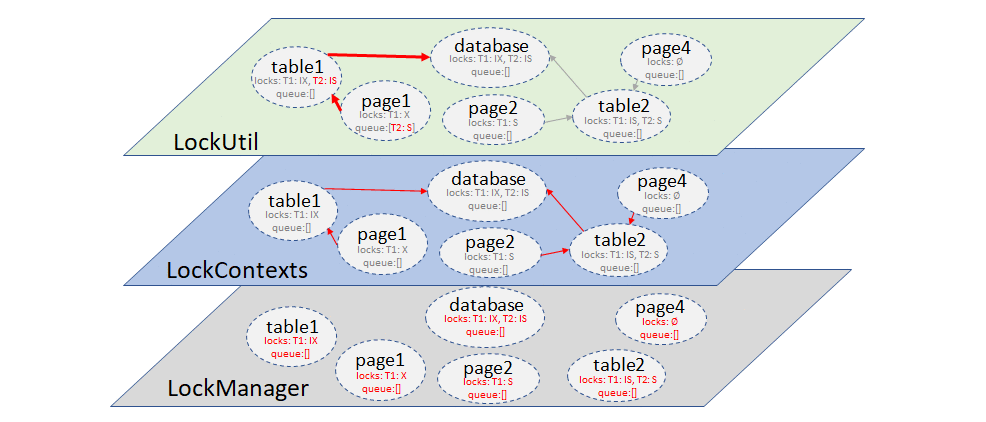 database
locks: T1: IX, T2: IS
queue:[]
page4
locks: Ø
queue:[]
table1
locks: T1: IX, T2: IS
queue:[]
page1
locks: T1: X
queue:[T2: S]
page2
locks: T1: S
queue:[]
table2
locks: T1: IS, T2: S
queue:[]
LockUtil
database
locks: T1: IX, T2: IS
queue:[]
page4
locks: Ø
queue:[]
table1
locks: T1: IX
queue:[]
page1
locks: T1: X
queue:[]
page2
locks: T1: S
queue:[]
table2
locks: T1: IS, T2: S
queue:[]
LockContexts
database
locks: T1: IX, T2: IS
queue:[]
page4
locks: Ø
queue:[]
table1
locks: T1: IX
queue:[]
page1
locks: T1: X
queue:[]
page2
locks: T1: S
queue:[]
table2
locks: T1: IS, T2: S
queue:[]
LockManager